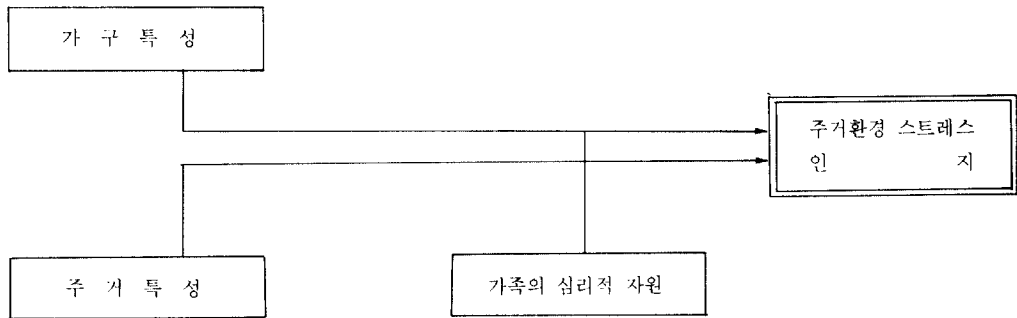 가 구 특 성
주거환경 스트레스
인 지
주 거 특 성
가족의 심리적 자원